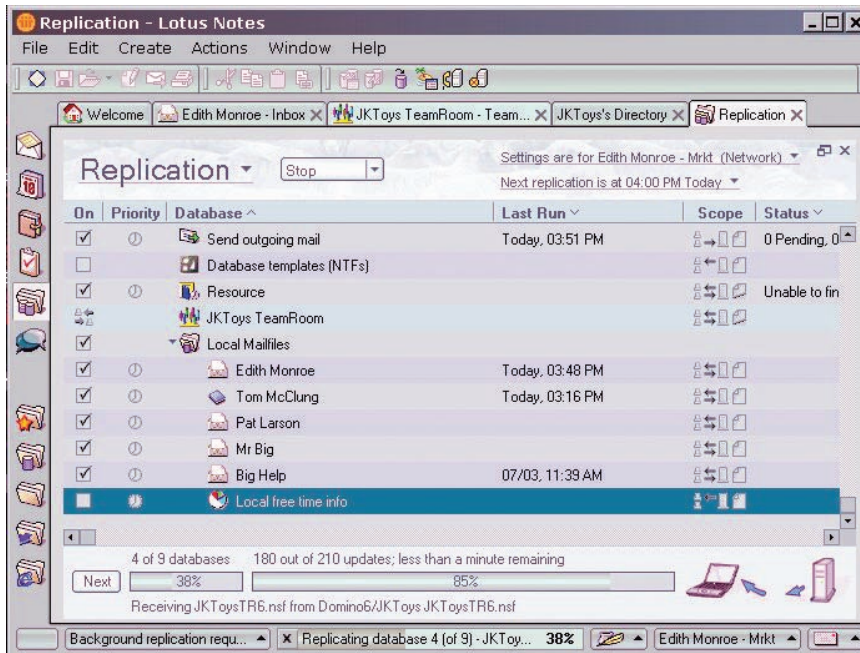 Replication - Lotus Notes
File Edit Create Actions Window Help
Welcome Edith Monroe - Inbox JKToys TeamRoom - Team... JKToys's Directory Replication
Replication Stop
Settings are for Edith Monroe - Mrkt (Network)
Next replication is at 04:00 PM Today
On Priority Database Last Run Scope Status
Send outgoing mail Today, 03:51 PM 0 Pending, 0
Database templates (NTFs)
Resource Unable to fin
JKToys TeamRoom
Local Mailfiles
Edith Monroe Today, 03:48 PM
Tom McClung Today, 03:16 PM
Pat Larson
Mr Big
Big Help 07/03, 11:39 AM
Local free time info
4 of 9 databases 180 out of 210 updates; less than a minute remaining
Next 38% 85%
Receiving JKToysTR6.nsf from Domino6/JKToys JKToysTR6.nsf
Background replication requ... X Replicating database 4 (of 9) - JKToy... 38% Edith Monroe - Mrkt